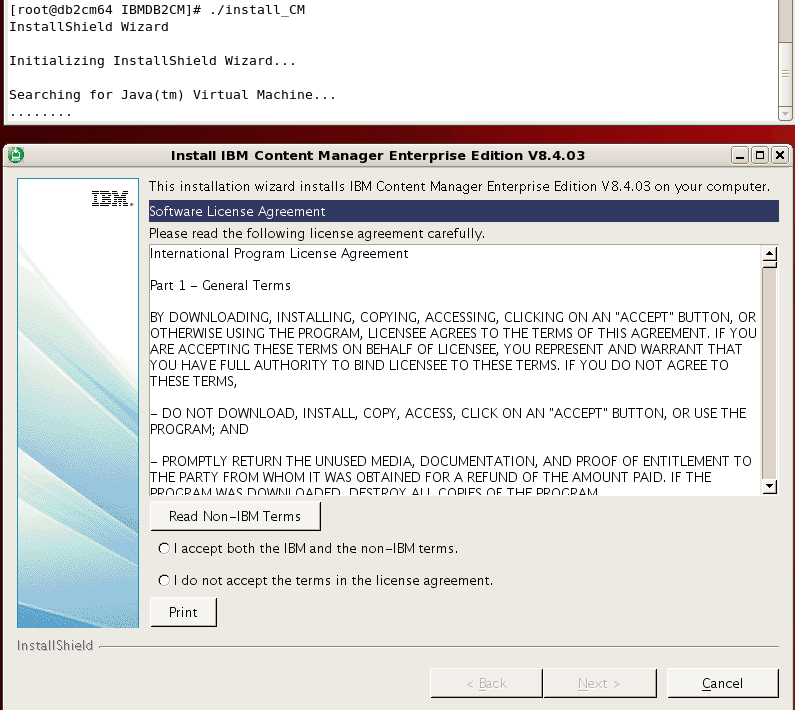 [root@db2cm64 IBMDB2CM]# ./install_CM
InstallShield Wizard
Initializing InstallShield Wizard...
Searching for Java(tm) Virtual Machine...
........
Install IBM Content Manager Enterprise Edition V8.4.03
IBM.
This installation wizard installs IBM Content Manager Enterprise Edition V8.4.03 on your computer.
Software License Agreement
Please read the following license agreement carefully.
International Program License Agreement
Part 1 - General Terms
BY DOWNLOADING, INSTALLING, COPYING, ACCESSING, CLICKING ON AN "ACCEPT" BUTTON, OR
OTHERWISE USING THE PROGRAM, LICENSEE AGREES TO THE TERMS OF THIS AGREEMENT. IF YOU
ARE ACCEPTING THESE TERMS ON BEHALF OF LICENSEE, YOU REPRESENT AND WARRANT THAT
YOU HAVE FULL AUTHORITY TO BIND LICENSEE TO THESE TERMS. IF YOU DO NOT AGREE TO
THESE TERMS,
- DO NOT DOWNLOAD, INSTALL, COPY, ACCESS, CLICK ON AN "ACCEPT" BUTTON, OR USE THE
PROGRAM; AND
- PROMPTLY RETURN THE UNUSED MEDIA, DOCUMENTATION, AND PROOF OF ENTITLEMENT TO
THE PARTY FROM WHOM IT WAS OBTAINED FOR A REFUND OF THE AMOUNT PAID. IF THE
PROGRAM WAS DOWNLOADED, DESTROY ALL COPIES OF THE PROGRAM.
Read Non-IBM Terms
I accept both the IBM and the non-IBM terms.
I do not accept the terms in the license agreement.
Print
InstallShield
< Back
Next >
Cancel